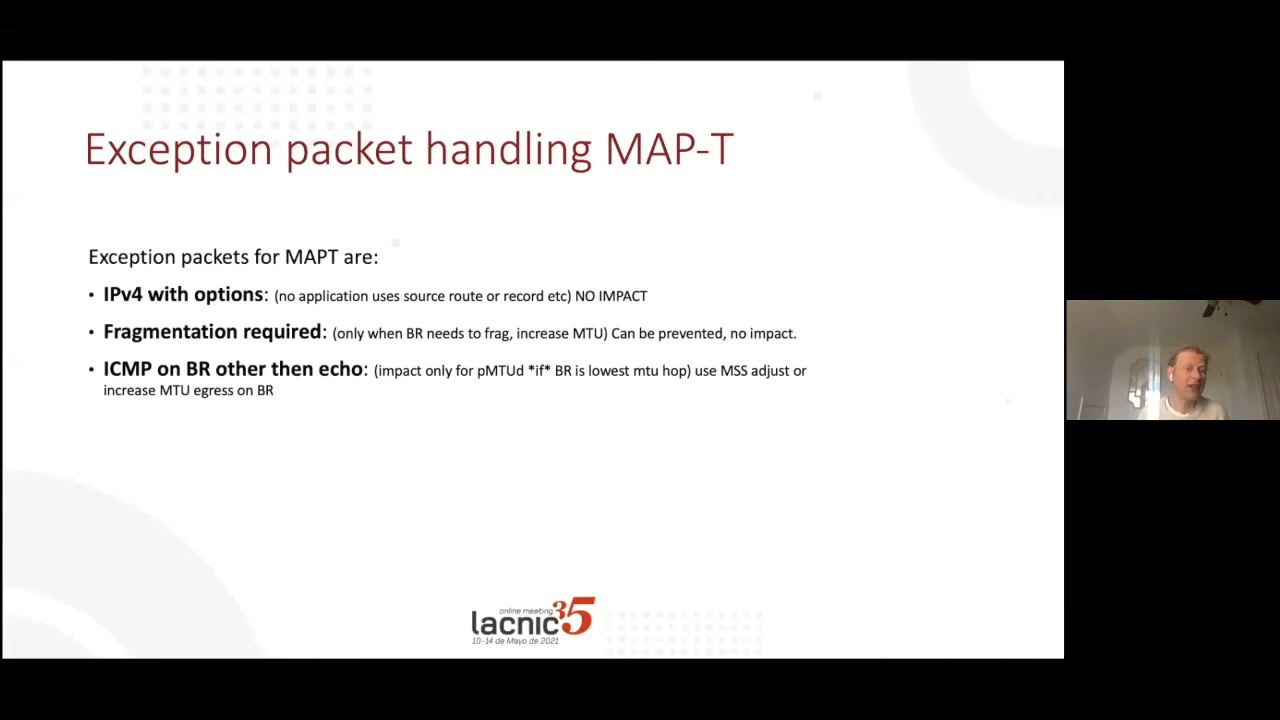 Exception packet handling MAP-T
Exception packets for MAPT are:
• IPv4 with options: (no application uses source route or record etc) NO IMPACT
• Fragmentation required: (only when BR needs to frag, increase MTU) Can be prevented, no impact.
• ICMP on BR other then echo: (impact only for pMTUd *if* BR is lowest mtu hop) use MSS adjust or
increase MTU egress on BR
online meeting
lacnic35
10-14 de Mayo de 2021